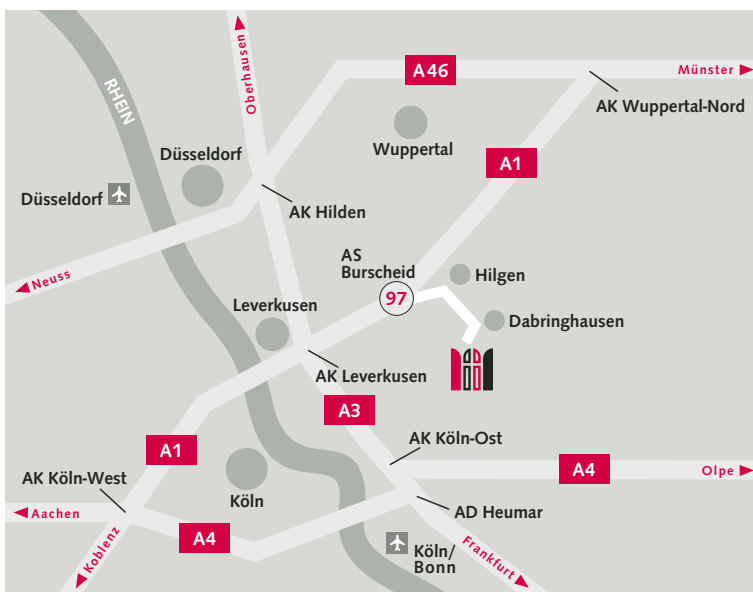 RHEIN
Oberhausen
A46
Münster
AK Wuppertal-Nord
Wuppertal
Düsseldorf
Düsseldorf
A1
AK Hilden
Neuss
AS
Burscheid
97
Hilgen
Leverkusen
Dabringhausen
AK Leverkusen
A3
A1
AK Köln-Ost
A4
Olpe
AK Köln-West
Köln
Aachen
AD Heumar
A4
Koblenz
Köln/
Bonn
Frankfurt